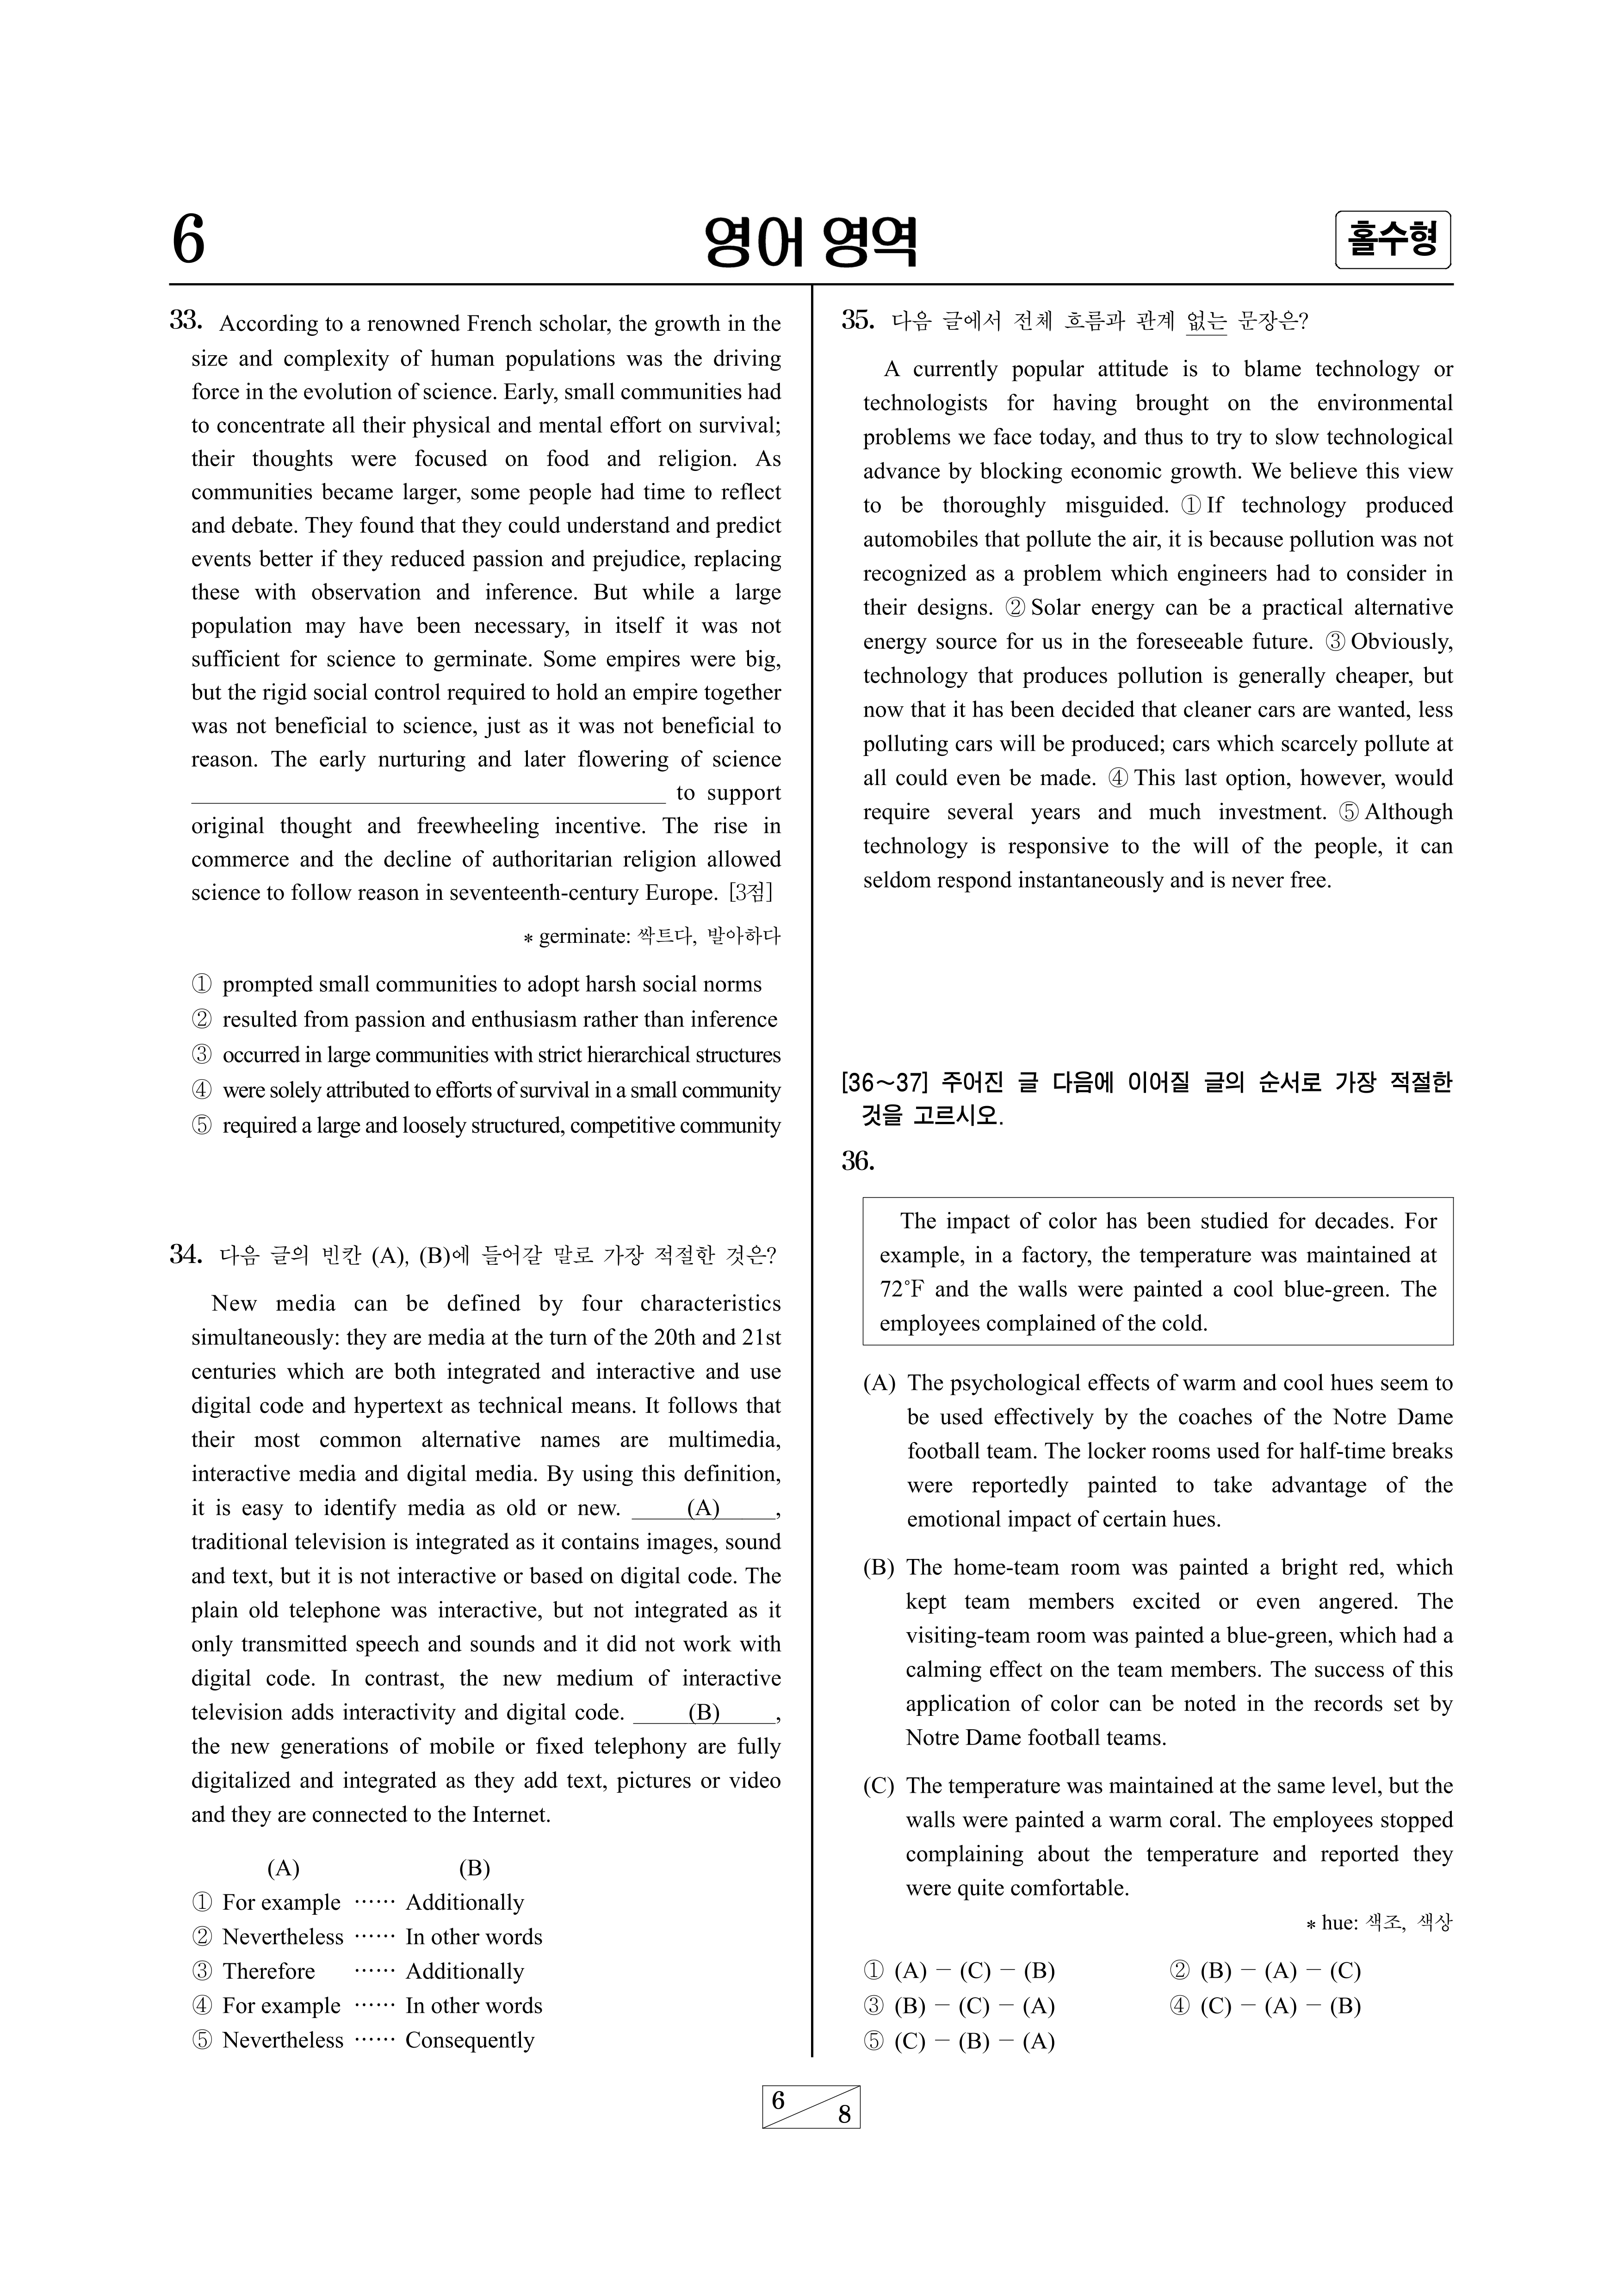 6
영어 영역
홀수형
33. According to a renowned French scholar, the growth in the
size and complexity of human populations was the driving
force in the evolution of science. Early, small communities had
to concentrate all their physical and mental effort on survival;
their thoughts were focused on food and religion. As
communities became larger, some people had time to reflect
and debate. They found that they could understand and predict
events better if they reduced passion and prejudice, replacing
these with observation and inference. But while a large
population may have been necessary, in itself it was not
sufficient for science to germinate. Some empires were big,
but the rigid social control required to hold an empire together
was not beneficial to science, just as it was not beneficial to
reason. The early nurturing and later flowering of science
________________________________ to support
original thought and freewheeling incentive. The rise in
commerce and the decline of authoritarian religion allowed
science to follow reason in seventeenth-century Europe. [3점]
* germinate: 싹트다, 발아하다
① prompted small communities to adopt harsh social norms
② resulted from passion and enthusiasm rather than inference
③ occurred in large communities with strict hierarchical structures
④ were solely attributed to efforts of survival in a small community
⑤ required a large and loosely structured, competitive community
34. 다음 글의 빈칸 (A), (B)에 들어갈 말로 가장 적절한 것은?
New media can be defined by four characteristics
simultaneously: they are media at the turn of the 20th and 21st
centuries which are both integrated and interactive and use
digital code and hypertext as technical means. It follows that
their most common alternative names are multimedia,
interactive media and digital media. By using this definition,
it is easy to identify media as old or new. ____(A)____,
traditional television is integrated as it contains images, sound
and text, but it is not interactive or based on digital code. The
plain old telephone was interactive, but not integrated as it
only transmitted speech and sounds and it did not work with
digital code. In contrast, the new medium of interactive
television adds interactivity and digital code. ____(B)____,
the new generations of mobile or fixed telephony are fully
digitalized and integrated as they add text, pictures or video
and they are connected to the Internet.
(A) (B)
① For example …… Additionally
② Nevertheless …… In other words
③ Therefore …… Additionally
④ For example …… In other words
⑤ Nevertheless …… Consequently
35. 다음 글에서 전체 흐름과 관계 없는 문장은?
A currently popular attitude is to blame technology or
technologists for having brought on the environmental
problems we face today, and thus to try to slow technological
advance by blocking economic growth. We believe this view
to be thoroughly misguided. ① If technology produced
automobiles that pollute the air, it is because pollution was not
recognized as a problem which engineers had to consider in
their designs. ② Solar energy can be a practical alternative
energy source for us in the foreseeable future. ③ Obviously,
technology that produces pollution is generally cheaper, but
now that it has been decided that cleaner cars are wanted, less
polluting cars will be produced; cars which scarcely pollute at
all could even be made. ④ This last option, however, would
require several years and much investment. ⑤ Although
technology is responsive to the will of the people, it can
seldom respond instantaneously and is never free.
[36~37] 주어진 글 다음에 이어질 글의 순서로 가장 적절한
것을 고르시오.
36.
The impact of color has been studied for decades. For
example, in a factory, the temperature was maintained at
72°F and the walls were painted a cool blue-green. The
employees complained of the cold.
(A) The psychological effects of warm and cool hues seem to
be used effectively by the coaches of the Notre Dame
football team. The locker rooms used for half-time breaks
were reportedly painted to take advantage of the
emotional impact of certain hues.
(B) The home-team room was painted a bright red, which
kept team members excited or even angered. The
visiting-team room was painted a blue-green, which had a
calming effect on the team members. The success of this
application of color can be noted in the records set by
Notre Dame football teams.
(C) The temperature was maintained at the same level, but the
walls were painted a warm coral. The employees stopped
complaining about the temperature and reported they
were quite comfortable.
* hue: 색조, 색상
① (A) － (C) － (B) ② (B) － (A) － (C)
③ (B) － (C) － (A) ④ (C) － (A) － (B)
⑤ (C) － (B) － (A)
6
8